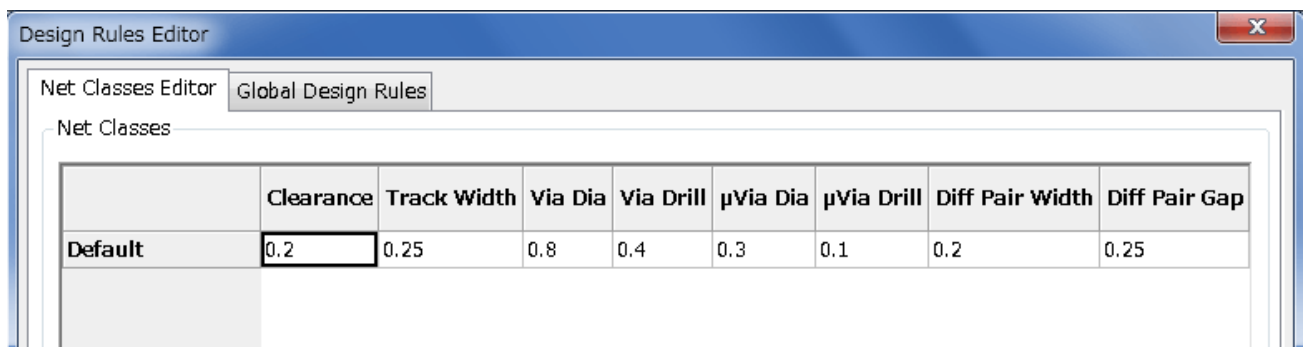 Design Rules Editor
Net Classes Editor Global Design Rules
Net Classes
Clearance Track Width Via Dia Via Drill µVia Dia µVia Drill Diff Pair Width Diff Pair Gap
Default 0.2 0.25 0.8 0.4 0.3 0.1 0.2 0.25